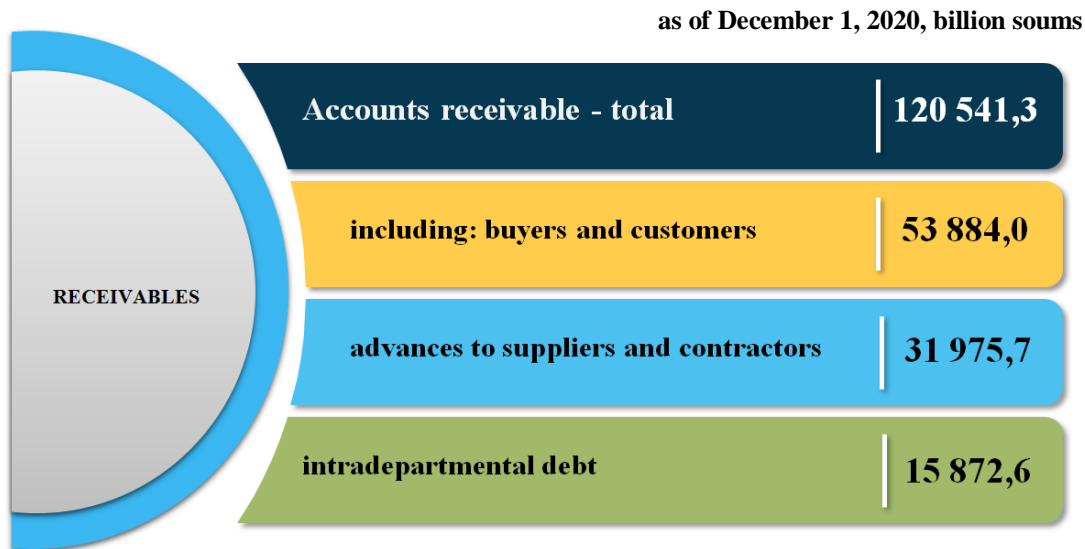 as of December 1, 2020, billion soums
RECEIVABLES
Accounts receivable - total 120 541,3
including: buyers and customers 53 884,0
advances to suppliers and contractors 31 975,7
intradepartmental debt 15 872,6